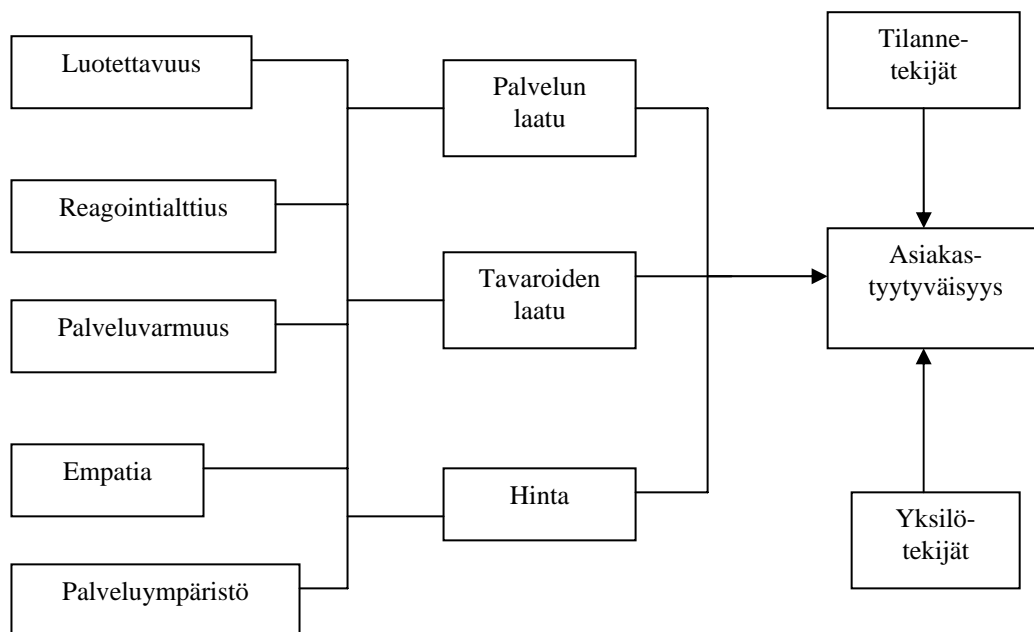 Luotettavuus
Reagointialttius
Palveluvarmuus
Empatia
Palveluympäristö
Palvelun
laatu
Tavaroiden
laatu
Hinta
Tilanne-
tekijät
Asiakas-
tyytyväisyys
Yksilö-
tekijät